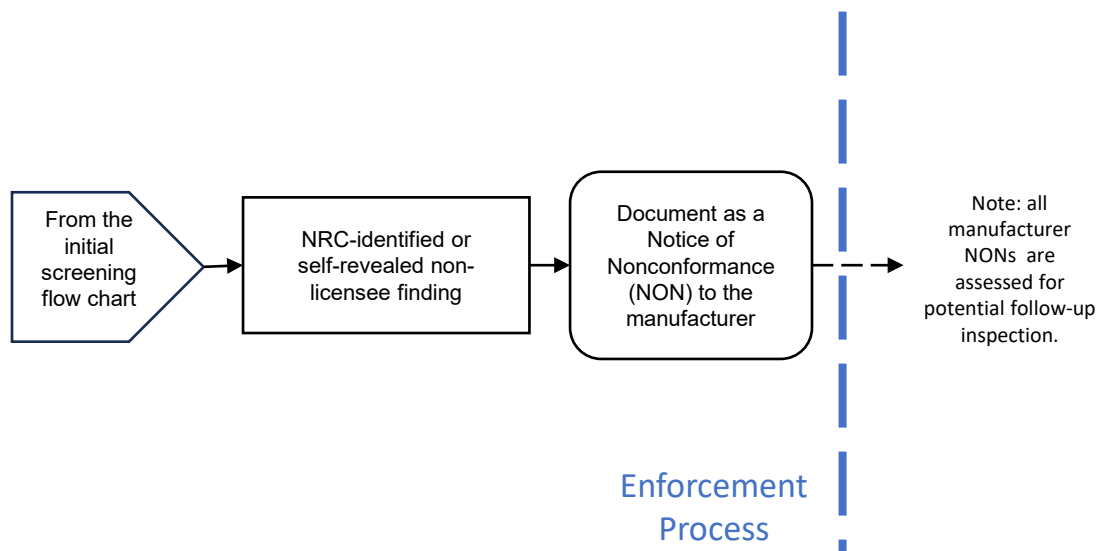 From the
initial
screening
flow chart
NRC-identified or
self-revealed non-
licensee finding
Document as a
Notice of
Nonconformance
(NON) to the
manufacturer
Note: all
manufacturer
NONs are
assessed for
potential follow-up
inspection.
Enforcement
Process